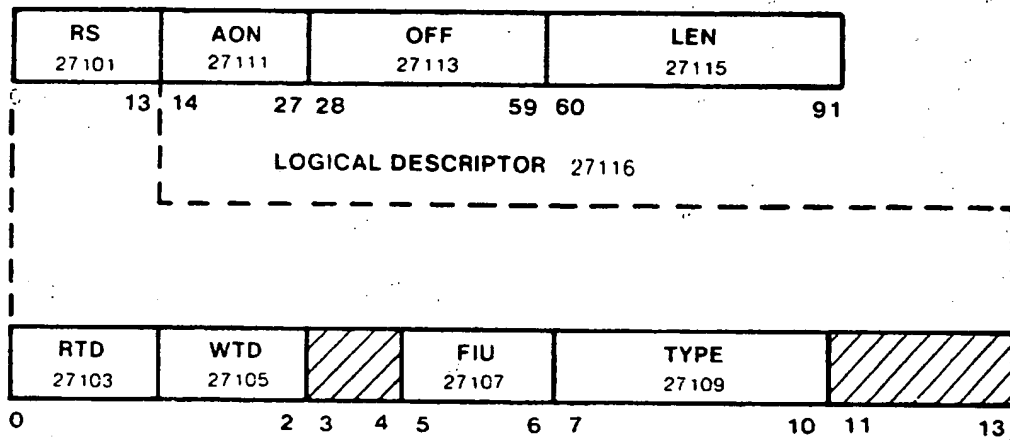 RS AON OFF LEN
27101 27111 27113 27115
13 14 27 28 59 60 91
LOGICAL DESCRIPTOR 27116
RTD WTD FIU TYPE
27103 27105 27107 27109
0 2 3 4 5 6 7 10 11 13